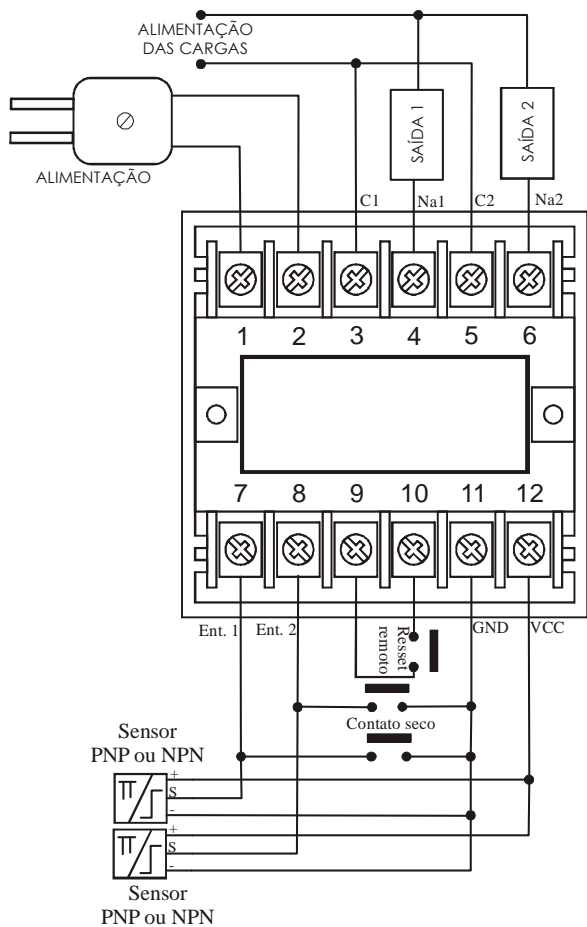 ALIMENTAÇÃO
DAS CARGAS
ALIMENTAÇÃO
SAÍDA 1
SAÍDA 2
C1
Na1
C2
Na2
1
2
3
4
5
6
7
8
9
10
11
12
Ent. 1
Ent. 2
Resset
remoto
GND
VCC
Contato seco
Sensor
PNP ou NPN
+
S
-
+
S
-
Sensor
PNP ou NPN